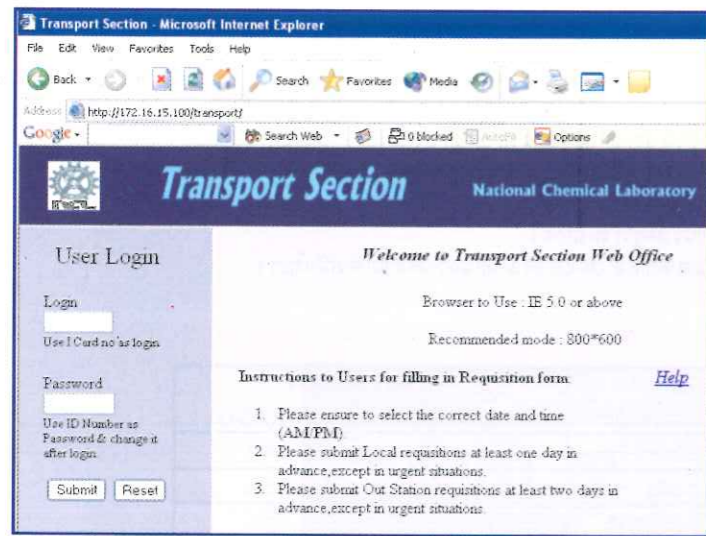 Transport Section - Microsoft Internet Explorer
File Edit View Favorites Tools Help
Back Search Favorites Media
Address http://172.16.15.100/transport/
Google Search Web 0 blocked AutoFill Options
Transport Section National Chemical Laboratory
User Login
Login
Use I Card no as login
Password
Use ID Number as
Password & change it
after login.
Submit Reset
Welcome to Transport Section Web Office
Browser to Use : IE 5.0 or above
Recommended mode : 800*600
Instructions to Users for filling in Requisition form: Help
1. Please ensure to select the correct date and time
(AM/PM).
2. Please submit Local requisitions at least one day in
advance,except in urgent situations.
3. Please submit Out Station requisitions at least two days in
advance,except in urgent situations.